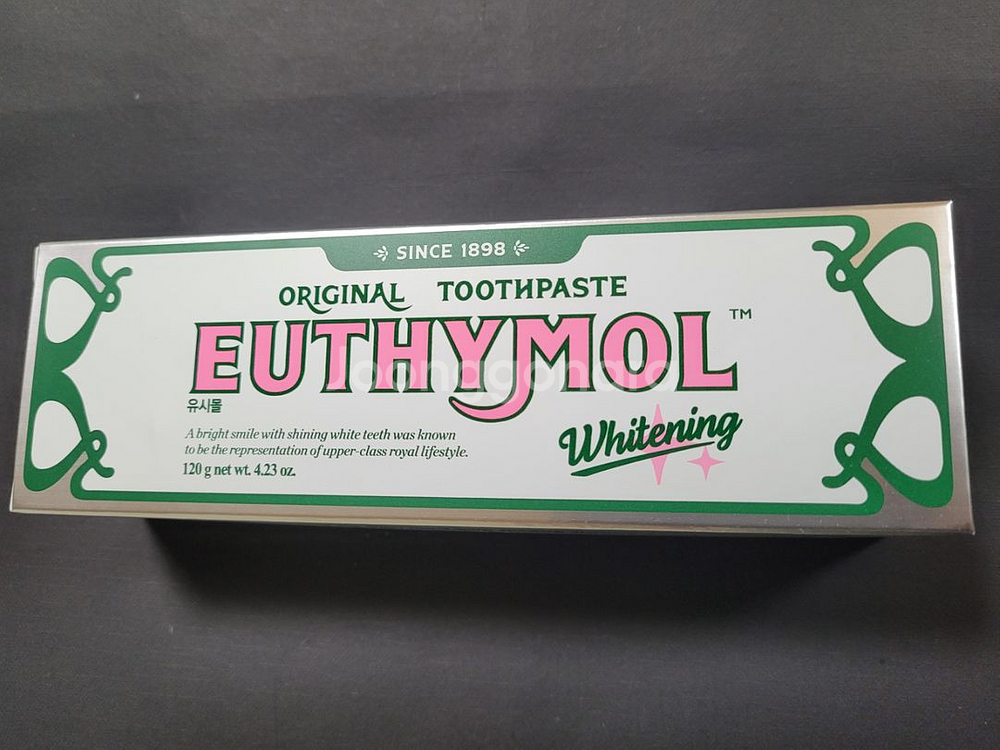 SINCE 1898
ORIGINAL TOOTHPASTE
EUTHYMOL™
유시몰
Joonggonara
A bright smile with shining white teeth was known
to be the representation of upper-class royal lifestyle.
120 g net wt. 4.23 oz.
Whitening